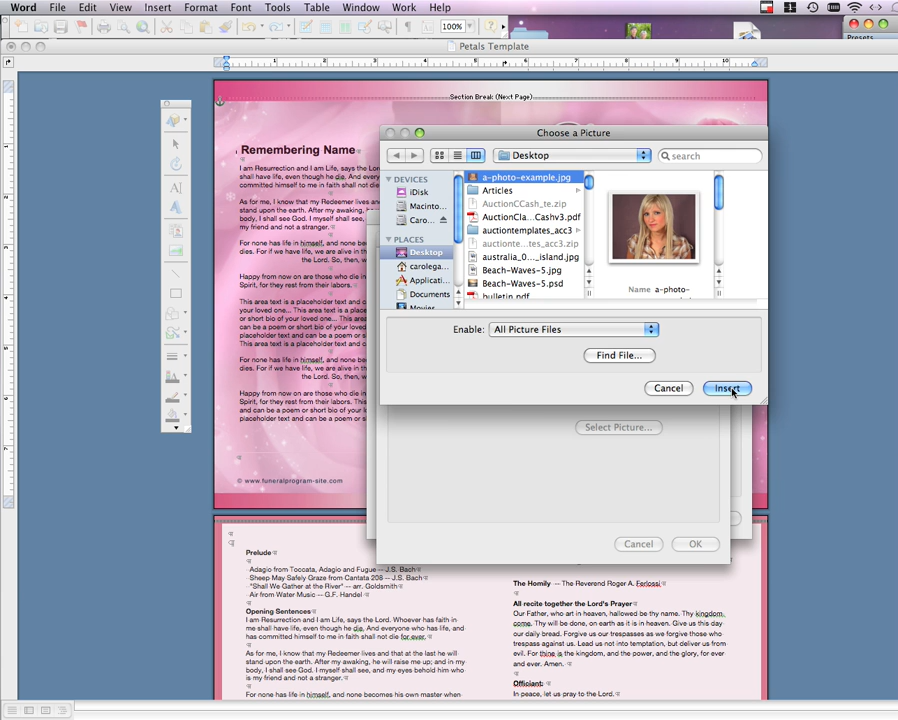 Word File Edit View Insert Format Font Tools Table Window Work Help
100%
Presets
Petals Template
1 2 3 4 5 6 7 8 9 10
Section Break (Next Page)
Remembering Name
I am Resurrection and I am Life, says the Lord.
shall have life, even though he die, And everyone
committed himself to me in faith shall not die for
As for me, I know that my Redeemer lives and
stand upon the earth. After my awaking, he will
body, I shall see God. I myself shall see, and
my friend and not a stranger.
For none has life in himself, and none
dies. For if we have life, we are alive in
the Lord. So, then,
Happy from now on are those who die in
Spirit, for they rest from their labors.
This area is a placeholder text and
your loved one... This area is a
or short bio of your loved one... This
can be a poem or short bio of
placeholder text and can be a
text and can be a poem or
For none has life in himself, and none
dies. For if we have life, we are alive in
the Lord. So, then,
Happy from now on are those who die in
Spirit, for they rest from their labors.
and can be a poem or short bio of
one... This area is a placeholder text
and can be a poem or short bio of
© www.funeralprogram-site.com
Choose a Picture
Desktop
search
DEVICES
iDisk
Macinto...
Caro...
PLACES
Desktop
carolega...
Applicati...
Documents
Movies
a-photo-example.jpg
Articles
AuctionCCash_te.zip
AuctionCla...Cashv3.pdf
auctiontemplates_acc3
auctionte...tes_acc3.zip
australia_0..._island.jpg
Beach-Waves-5.jpg
Beach-Waves-5.psd
bulletin.pdf
Name a-photo-
Enable: All Picture Files
Find File...
Cancel Insert
Select Picture...
Cancel OK
Prelude
Adagio from Toccata, Adagio and Fugue -- J.S. Bach
Sheep May Safely Graze from Cantata 208 -- J.S. Bach
"Shall We Gather at the River" -- arr. Goldsmith
Air from Water Music -- G.F. Handel
Opening Sentences
I am Resurrection and I am Life, says the Lord. Whoever has faith in
me shall have life, even though he die, And everyone who has life, and
has committed himself to me in faith shall not die for ever.
As for me, I know that my Redeemer lives and that at the last he will
stand upon the earth. After my awaking, he will raise me up; and in my
body, I shall see God. I myself shall see, and my eyes behold him who
is my friend and not a stranger.
For none has life in himself, and none becomes his own master when
The Homily — The Reverend Roger A. Ferlossi
All recite together the Lord's Prayer
Our Father, who art in heaven, hallowed be thy name. Thy kingdom
come. Thy will be done, on earth as it is in heaven. Give us this day
our daily bread. Forgive us our trespasses as we forgive those who
trespass against us. Lead us not into temptation, but deliver us from
evil. For thine is the kingdom, and the power, and the glory, for ever
and ever. Amen.
Officiant:
In peace, let us pray to the Lord.